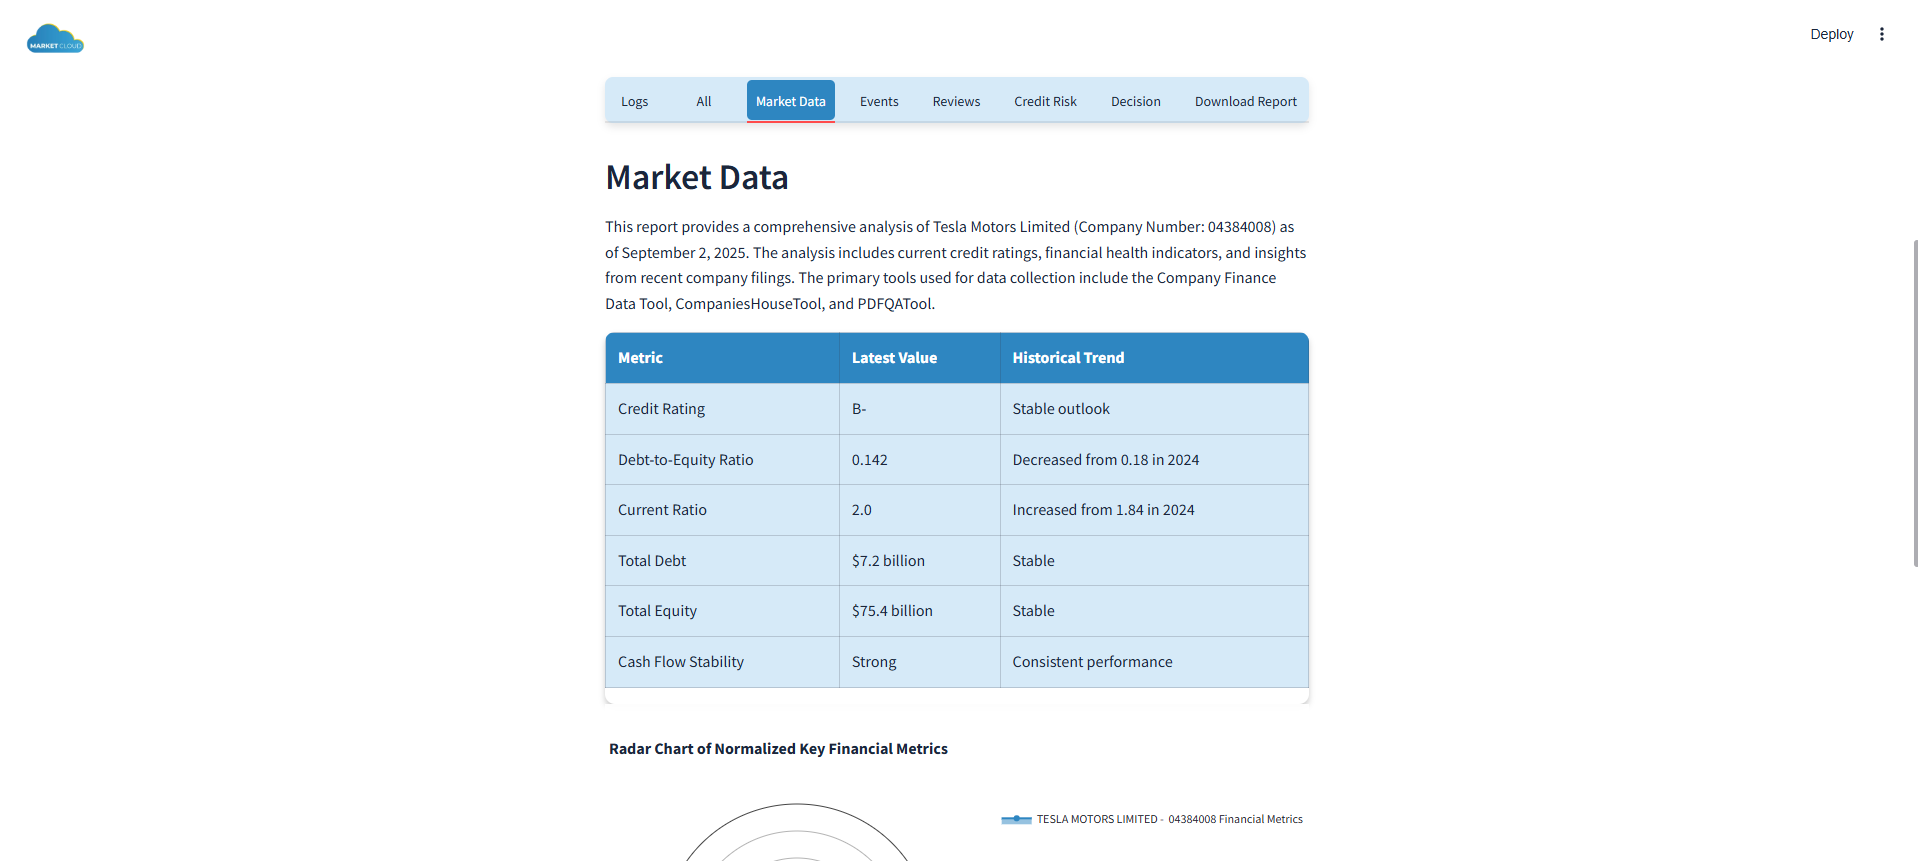 MARKET CLOUD
Deploy
Logs All Market Data Events Reviews Credit Risk Decision Download Report
Market Data
This report provides a comprehensive analysis of Tesla Motors Limited (Company Number: 04384008) as
of September 2, 2025. The analysis includes current credit ratings, financial health indicators, and insights
from recent company filings. The primary tools used for data collection include the Company Finance
Data Tool, CompaniesHouseTool, and PDFQATool.
Metric Latest Value Historical Trend
Credit Rating B- Stable outlook
Debt-to-Equity Ratio 0.142 Decreased from 0.18 in 2024
Current Ratio 2.0 Increased from 1.84 in 2024
Total Debt $7.2 billion Stable
Total Equity $75.4 billion Stable
Cash Flow Stability Strong Consistent performance
Radar Chart of Normalized Key Financial Metrics
TESLA MOTORS LIMITED - 04384008 Financial Metrics